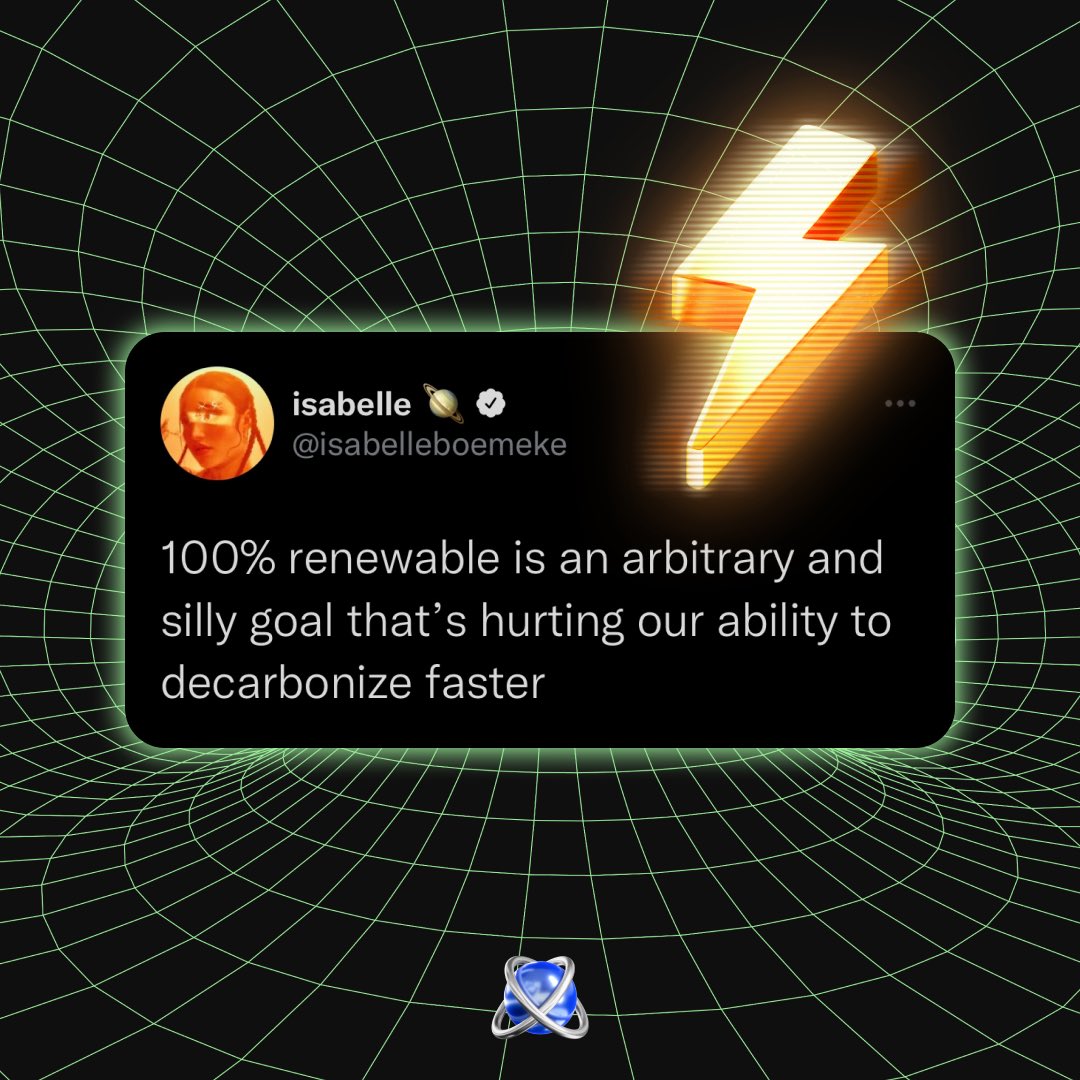 isabelle 🪐
@isabelleboemeke
100% renewable is an arbitrary and
silly goal that’s hurting our ability to
decarbonize faster